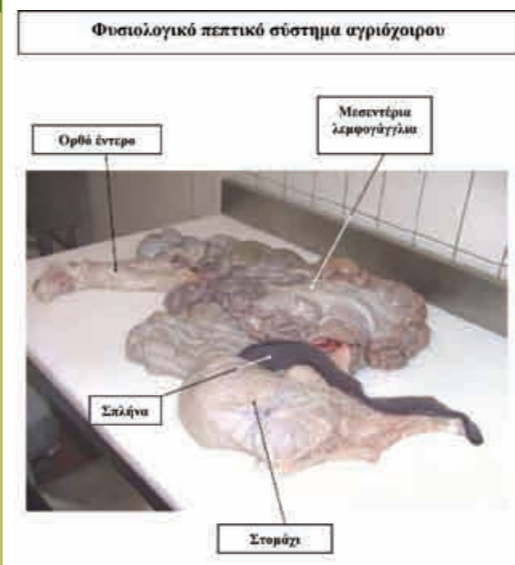 Φυσιολογικό πεπτικό σύστημα αγριόχοιρου
Μεσεντέρια
λεμφογάγγλια
Ορθό έντερο
Σπλήνα
Στομάχι